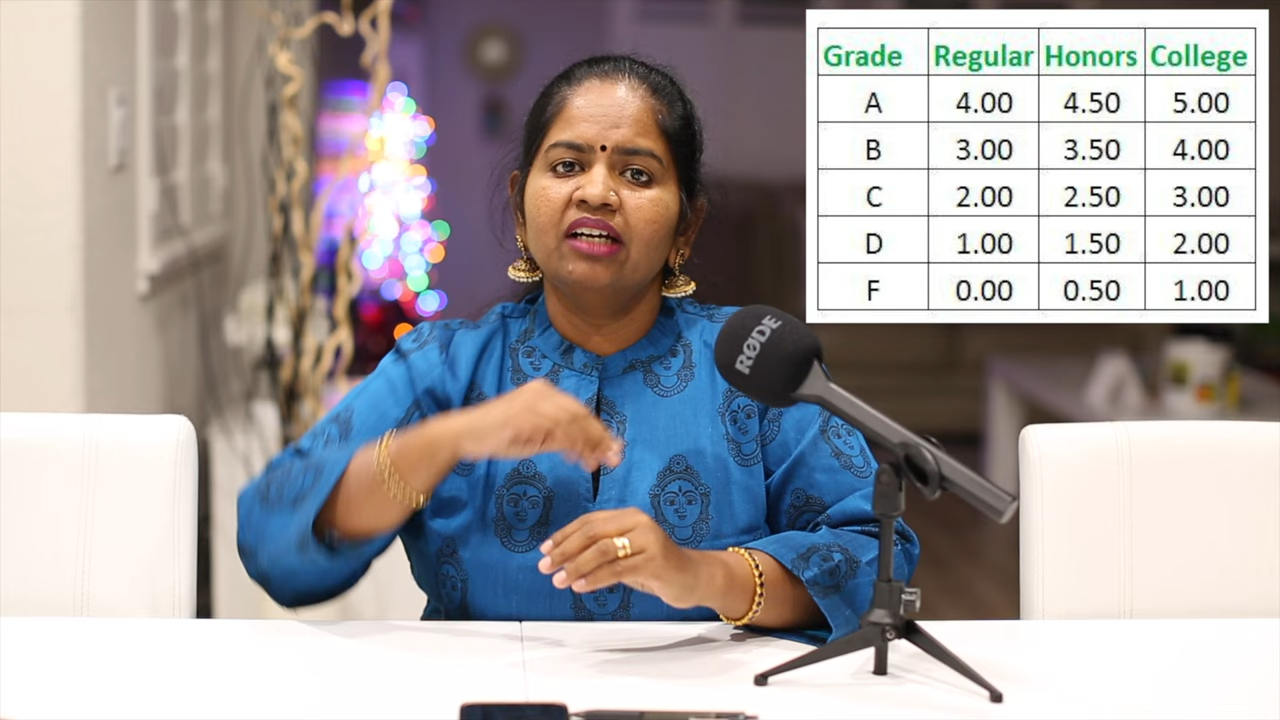 Grade Regular Honors College
A 4.00 4.50 5.00
B 3.00 3.50 4.00
C 2.00 2.50 3.00
D 1.00 1.50 2.00
F 0.00 0.50 1.00
RØDE